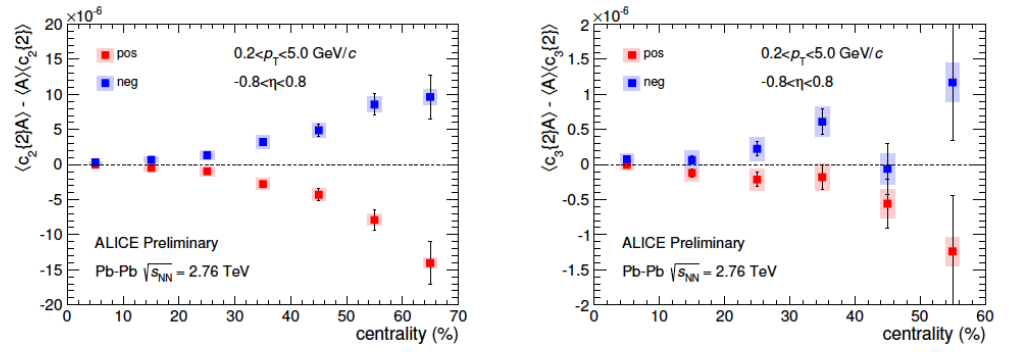 ×10⁻⁶
⟨c₂{2}A⟩ - ⟨A⟩⟨c₂{2}⟩
20
15
10
5
0
-5
-10
-15
-20
pos
neg
0.2<p_T<5.0 GeV/c
-0.8<η<0.8
ALICE Preliminary
Pb-Pb √s_NN = 2.76 TeV
0 10 20 30 40 50 60 70
centrality (%)
×10⁻⁶
⟨c₃{2}A⟩ - ⟨A⟩⟨c₃{2}⟩
2
1.5
1
0.5
0
-0.5
-1
-1.5
-2
pos
neg
0.2<p_T<5.0 GeV/c
-0.8<η<0.8
ALICE Preliminary
Pb-Pb √s_NN = 2.76 TeV
0 10 20 30 40 50 60
centrality (%)